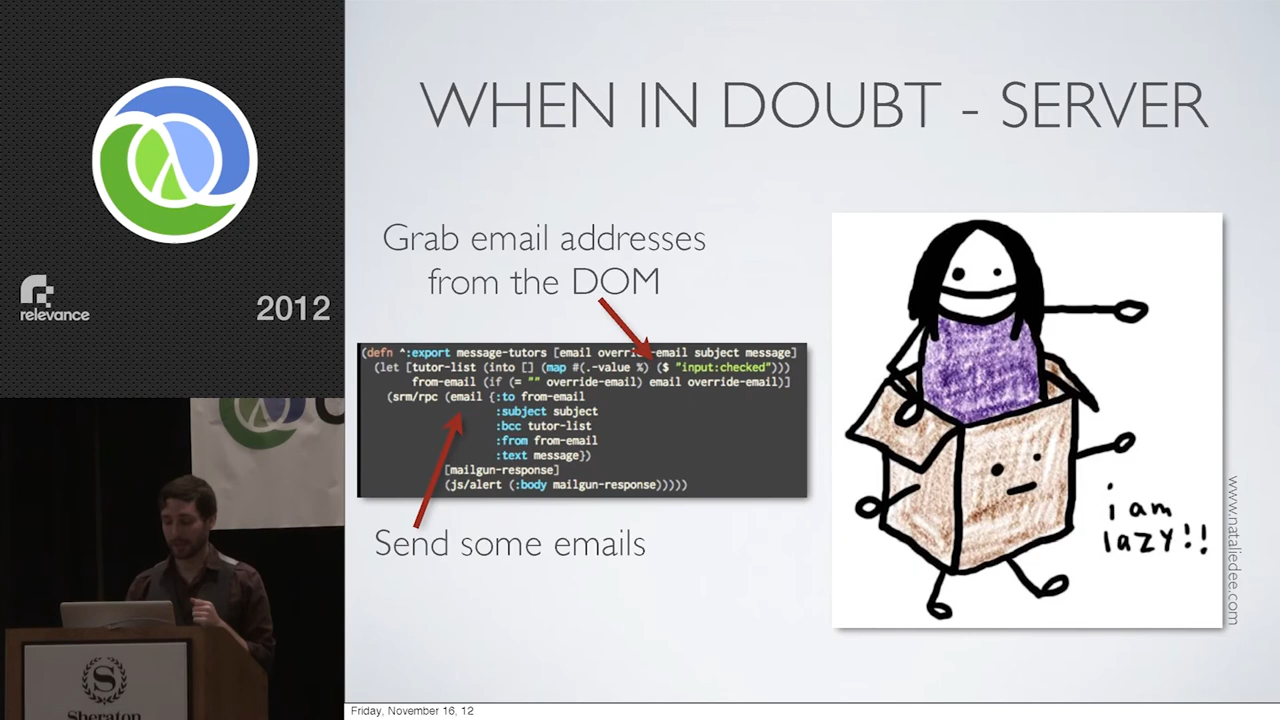 WHEN IN DOUBT - SERVER
relevance
2012
Grab email addresses
from the DOM
(defn ^:export message-tutors [email override-email subject message]
(let [tutor-list (into [] (map #(.-value %) ($ "input:checked")))
from-email (if (= "" override-email) email override-email)]
(srm/rpc (email {:to from-email
:subject subject
:bcc tutor-list
:from from-email
:text message})
[mailgun-response]
(js/alert (:body mailgun-response)))))
Send some emails
i am
lazy!!
www.nataliedee.com
S
Sheraton
Friday, November 16, 12